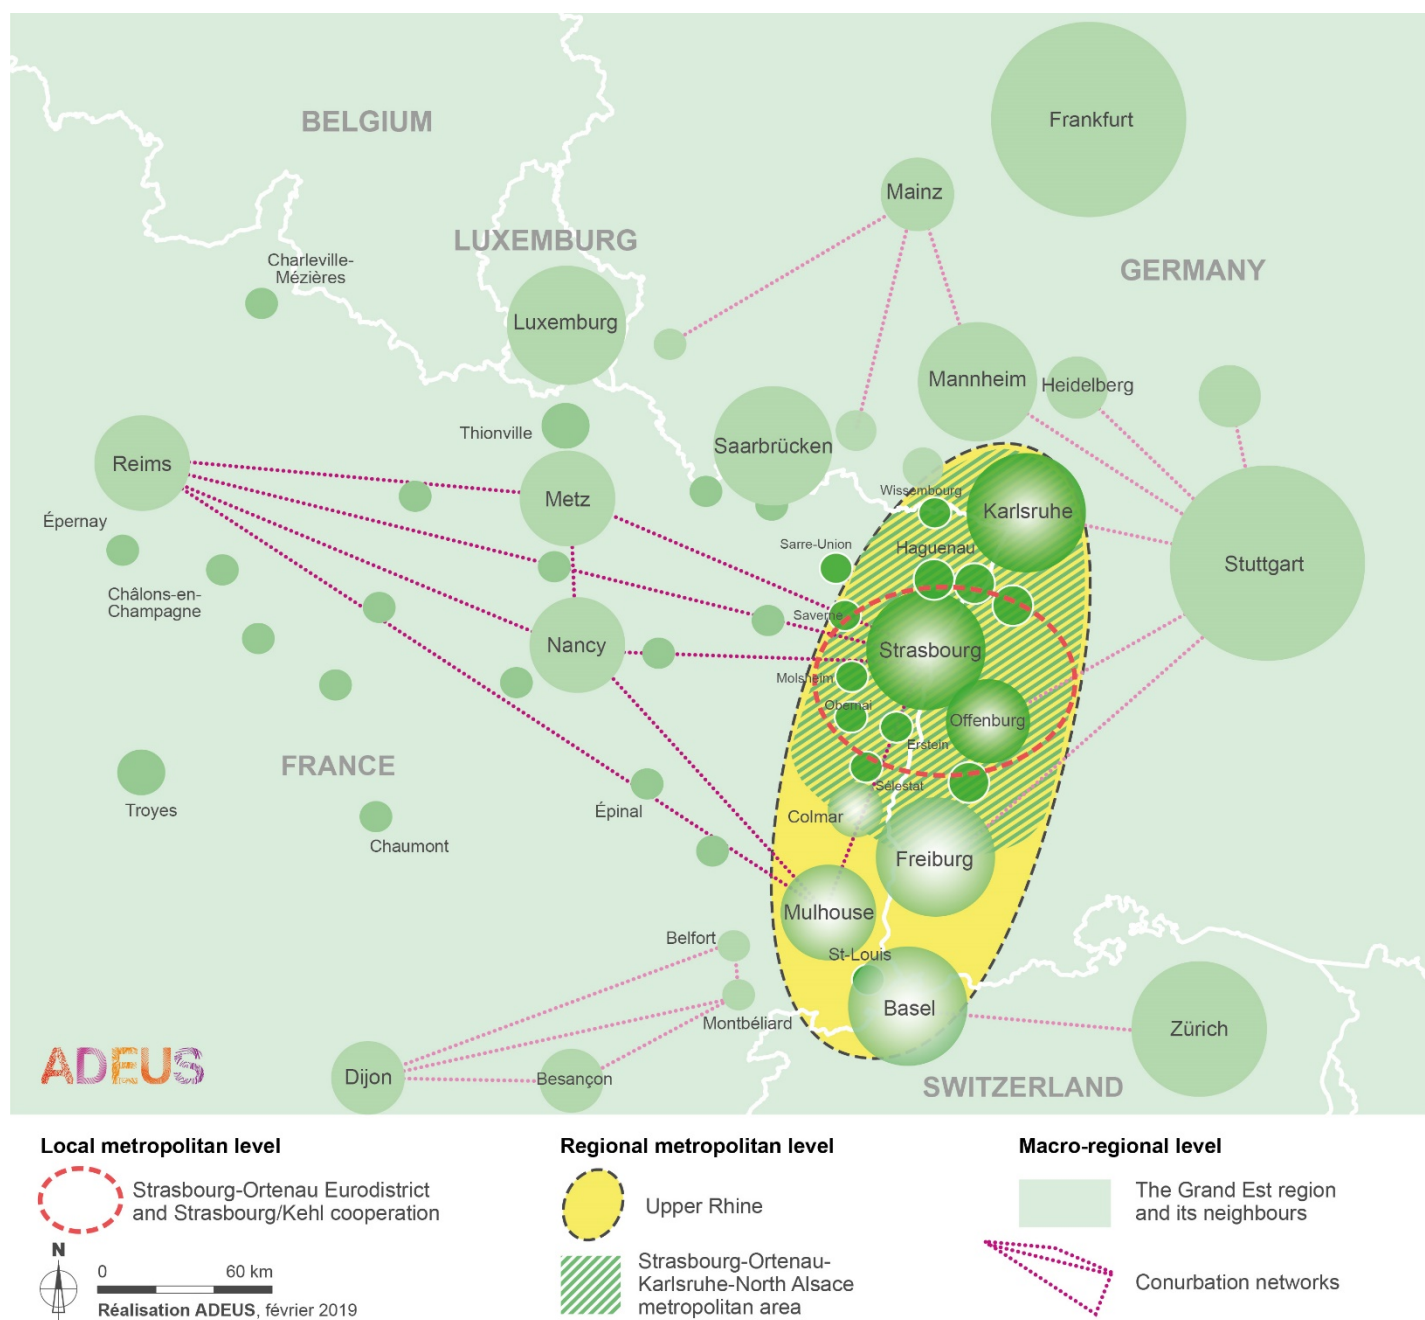 BELGIUM
Frankfurt
Mainz
LUXEMBURG
Charleville-
Mézières
GERMANY
Luxemburg
Mannheim
Heidelberg
Thionville
Saarbrücken
Reims
Metz
Wissembourg
Karlsruhe
Épernay
Sarre-Union
Haguenau
Stuttgart
Châlons-en-
Champagne
Saverne
Nancy
Strasbourg
Molsheim
Obernai
Offenburg
Erstein
FRANCE
Sélestat
Troyes
Épinal
Colmar
Chaumont
Freiburg
Mulhouse
Belfort
St-Louis
Basel
Montbéliard
Zürich
ADEUS
Dijon
Besançon
SWITZERLAND
Local metropolitan level
Strasbourg-Ortenau Eurodistrict
and Strasbourg/Kehl cooperation
N
0 60 km
Réalisation ADEUS, février 2019
Regional metropolitan level
Upper Rhine
Strasbourg-Ortenau-
Karlsruhe-North Alsace
metropolitan area
Macro-regional level
The Grand Est region
and its neighbours
Conurbation networks